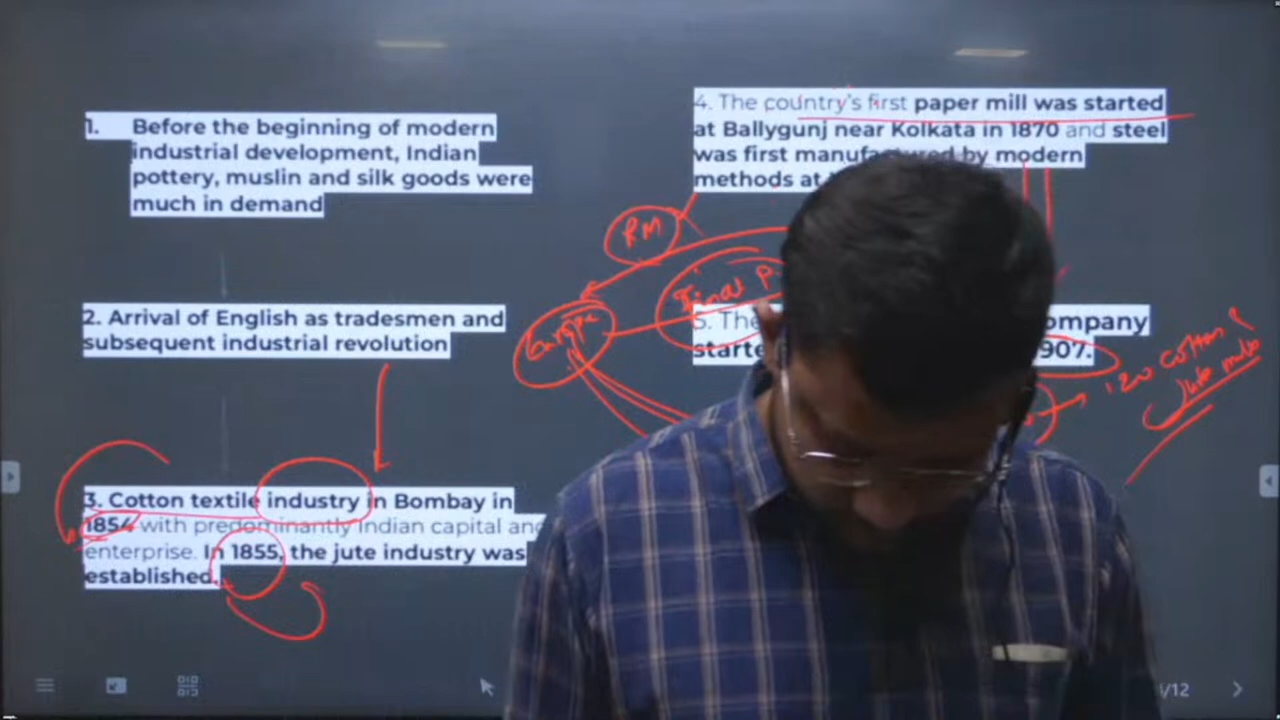 1. Before the beginning of modern
industrial development, Indian
pottery, muslin and silk goods were
much in demand
2. Arrival of English as tradesmen and
subsequent industrial revolution
3. Cotton textile industry in Bombay in
1854 with predominantly Indian capital and
enterprise. In 1855, the jute industry was
established.
4. The country's first paper mill was started
at Ballygunj near Kolkata in 1870 and steel
was first manufactured by modern
methods at
RM
Final P
Europe
5. The
ompany
starte
907.
120 cotton &
Jute mills
/12